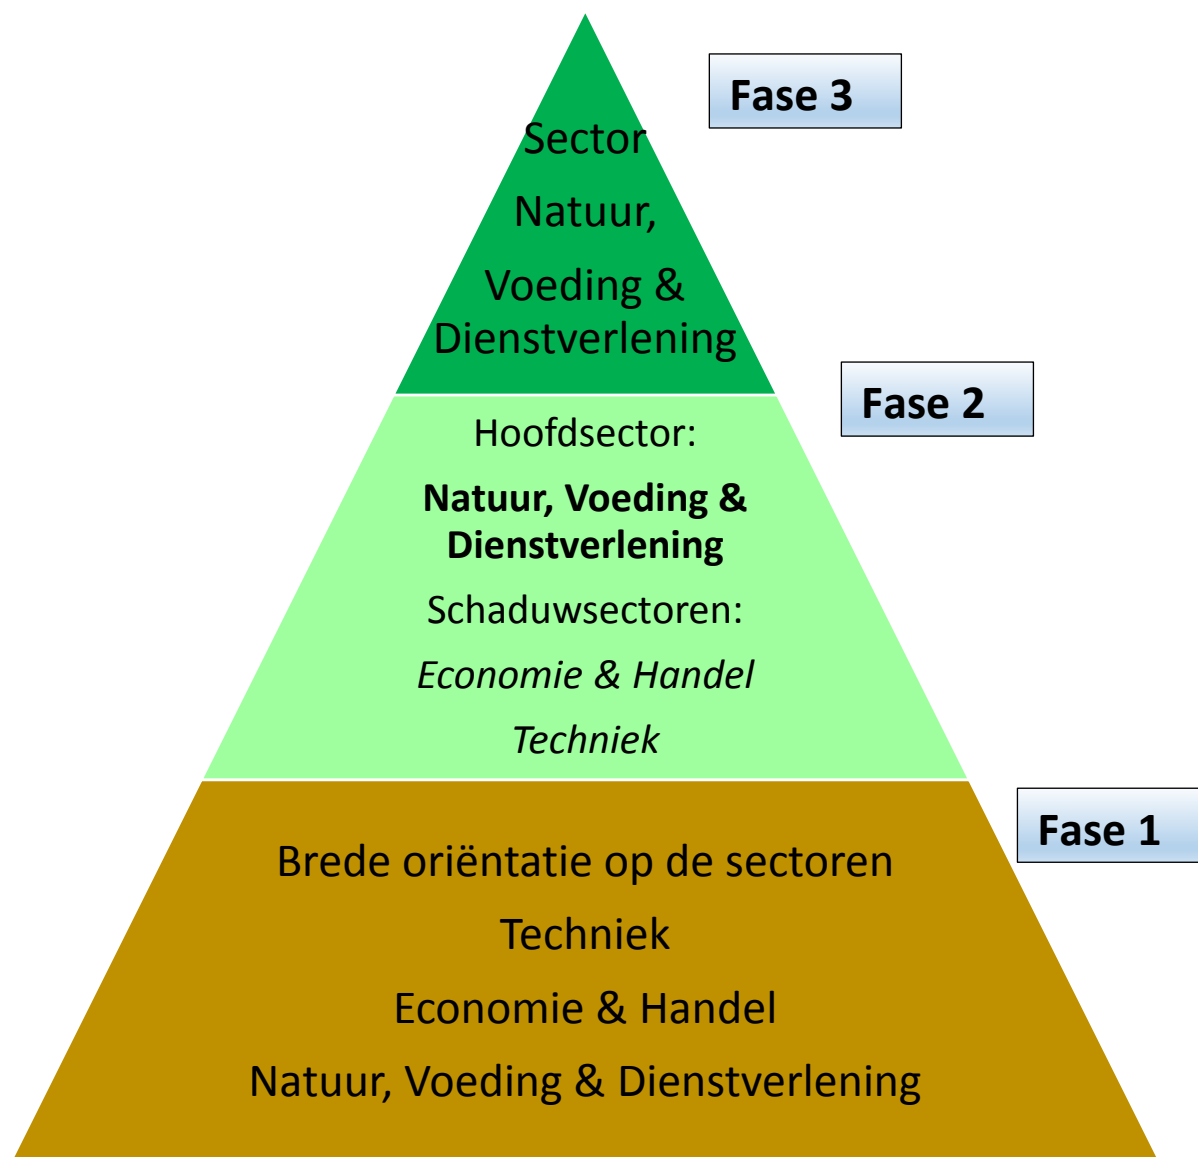 Fase 3
Sector
Natuur,
Voeding &
Dienstverlening
Fase 2
Hoofdsector:
Natuur, Voeding &
Dienstverlening
Schaduwsectoren:
Economie & Handel
Techniek
Fase 1
Brede oriëntatie op de sectoren
Techniek
Economie & Handel
Natuur, Voeding & Dienstverlening